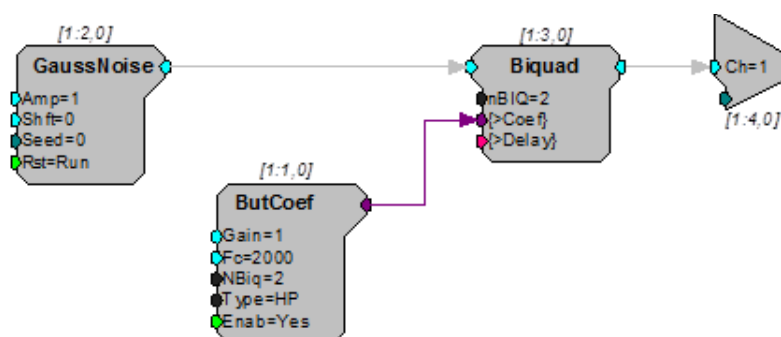 [1:2,0]
GaussNoise
Amp=1
Shft=0
Seed=0
Rst=Run
[1:1,0]
ButCoef
Gain=1
Fc=2000
NBiq=2
Type=HP
Enab=Yes
[1:3,0]
Biquad
nBIQ=2
{>Coef}
{>Delay}
Ch=1
[1:4,0]